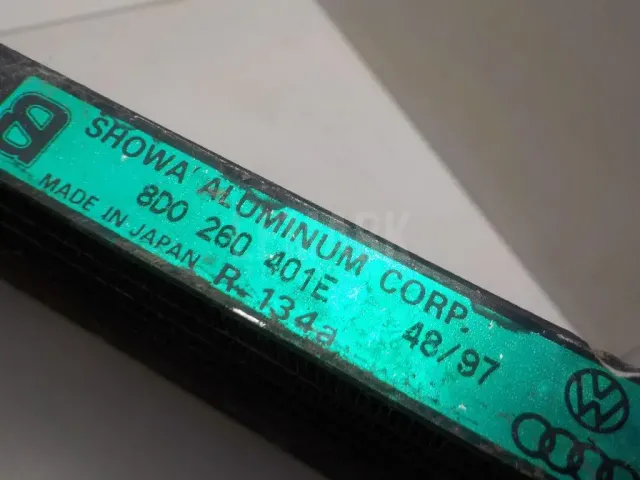 SHOWA ALUMINUM CORP.
8D0 260 401E 48/97
MADE IN JAPAN R-134a